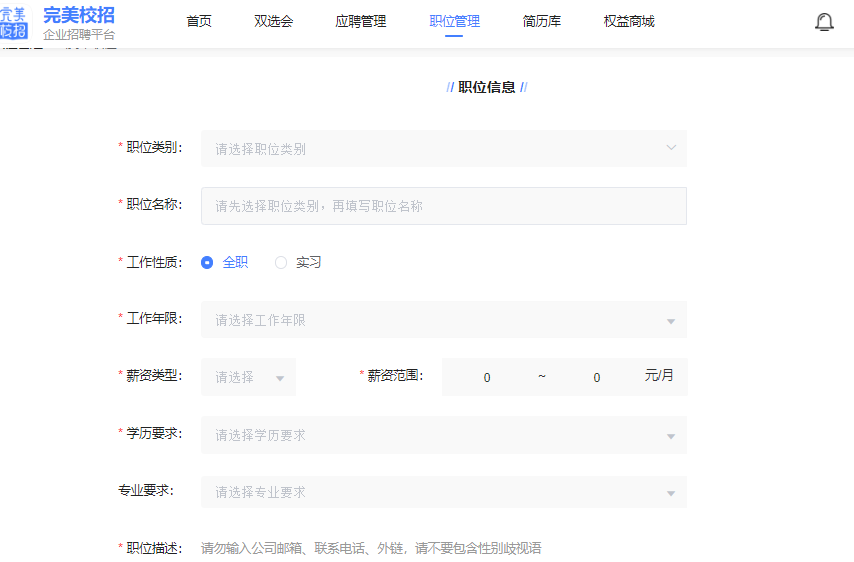 完美
校招
完美校招
企业招聘平台
首页 双选会 应聘管理 职位管理 简历库 权益商城
// 职位信息 //
* 职位类别: 请选择职位类别
* 职位名称: 请先选择职位类别，再填写职位名称
* 工作性质: 全职 实习
* 工作年限: 请选择工作年限
* 薪资类型: 请选择 * 薪资范围: 0 ~ 0 元/月
* 学历要求: 请选择学历要求
专业要求: 请选择专业要求
* 职位描述: 请勿输入公司邮箱、联系电话、外链，请不要包含性别歧视语